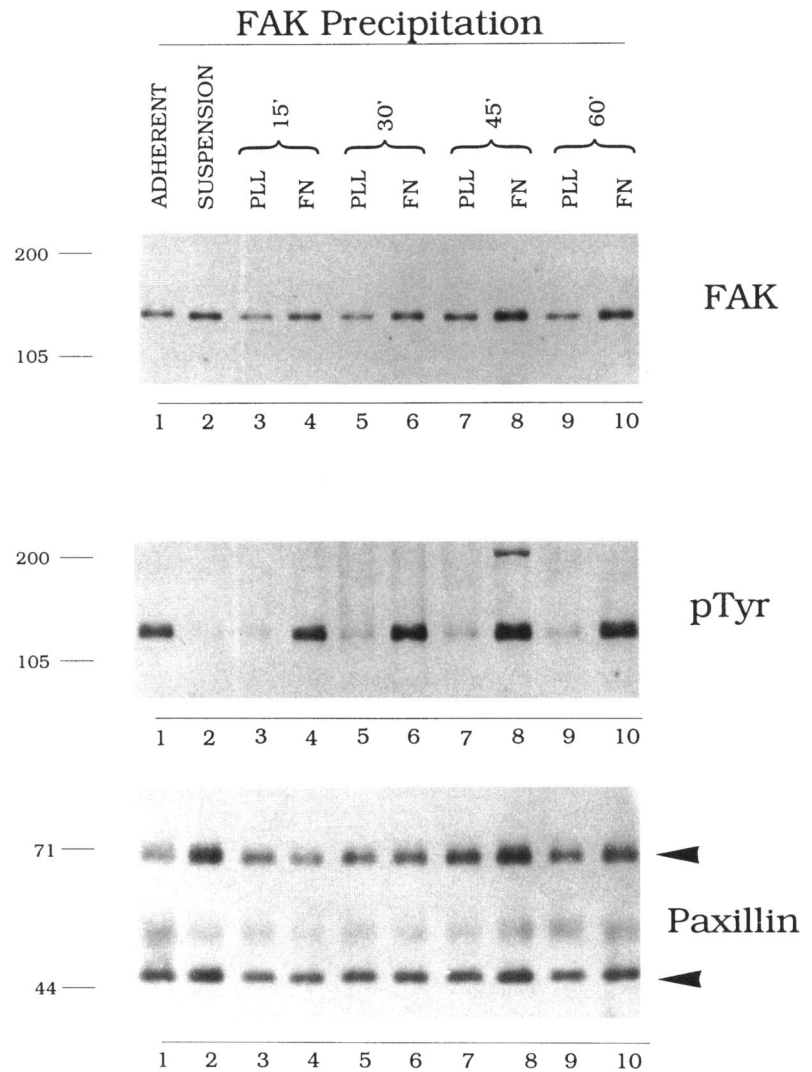 FAK Precipitation
ADHERENT
SUSPENSION
15'
30'
45'
60'
PLL
FN
PLL
FN
PLL
FN
PLL
FN
200
105
FAK
1 2 3 4 5 6 7 8 9 10
200
105
pTyr
1 2 3 4 5 6 7 8 9 10
71
44
Paxillin
1 2 3 4 5 6 7 8 9 10